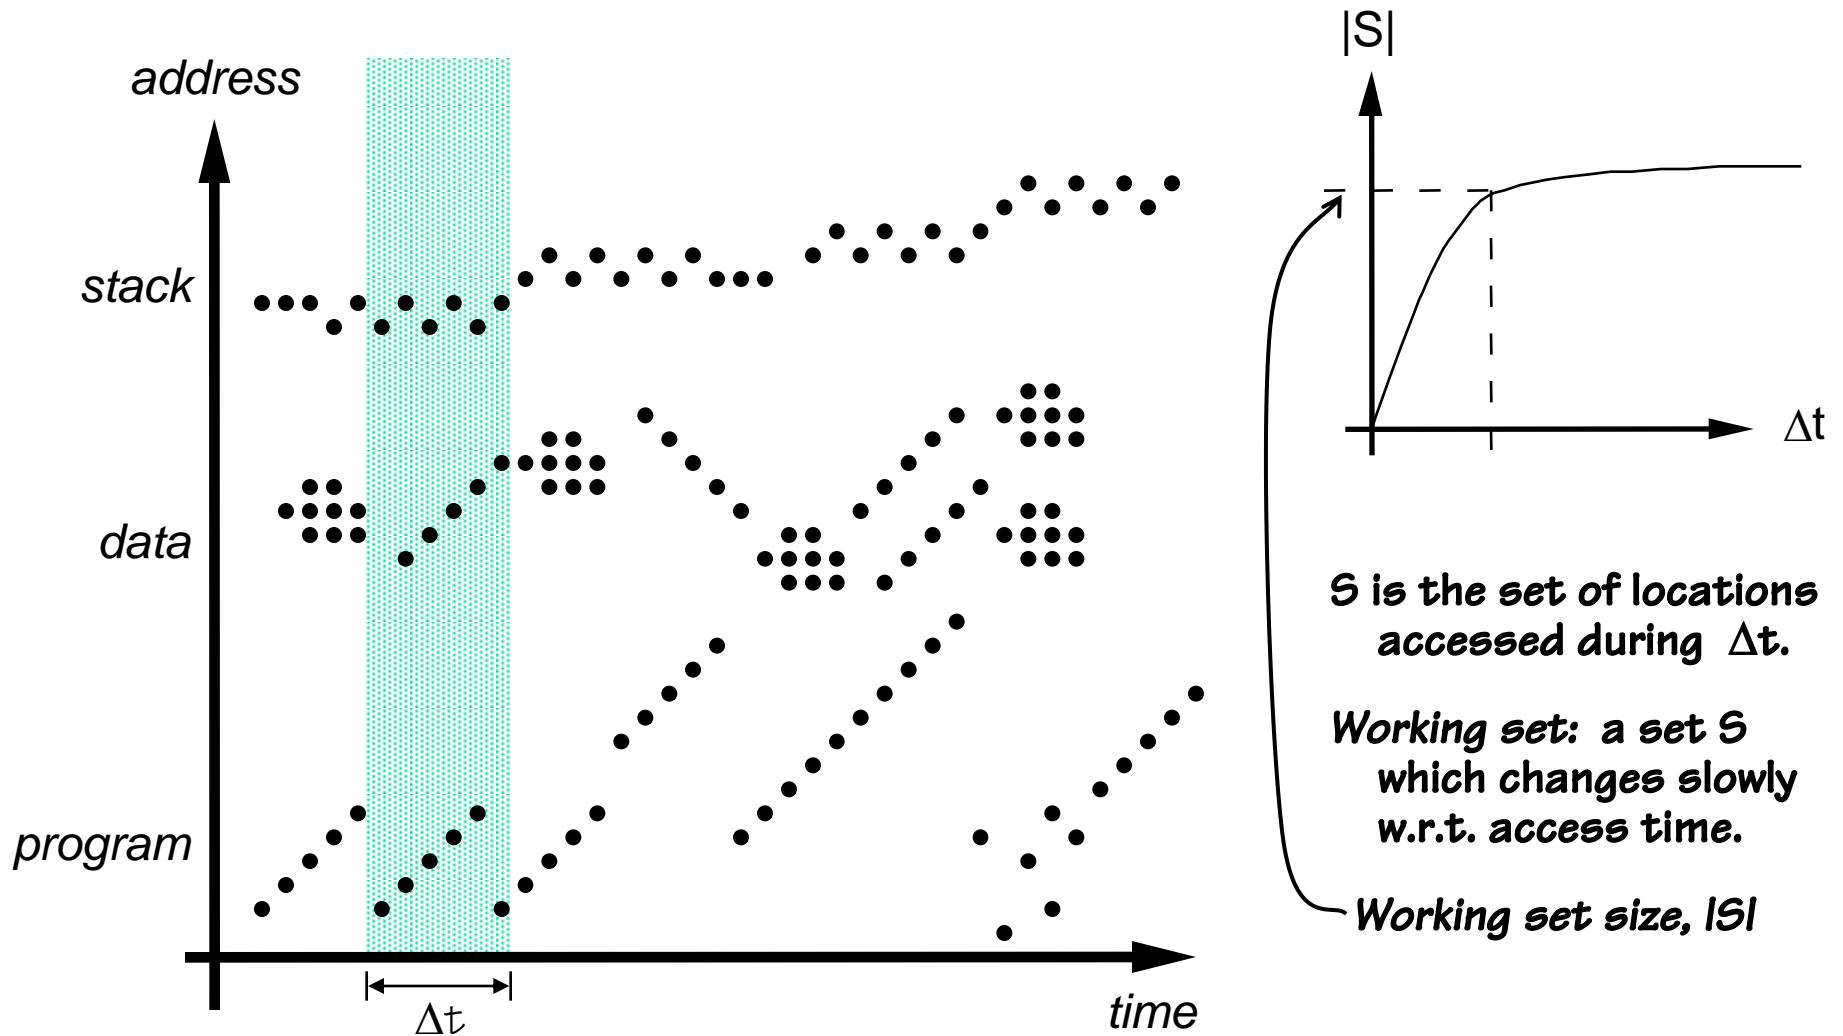 address
stack
data
program
Δt
time
|S|
Δt
S is the set of locations
accessed during Δt.
Working set: a set S
which changes slowly
w.r.t. access time.
Working set size, |S|